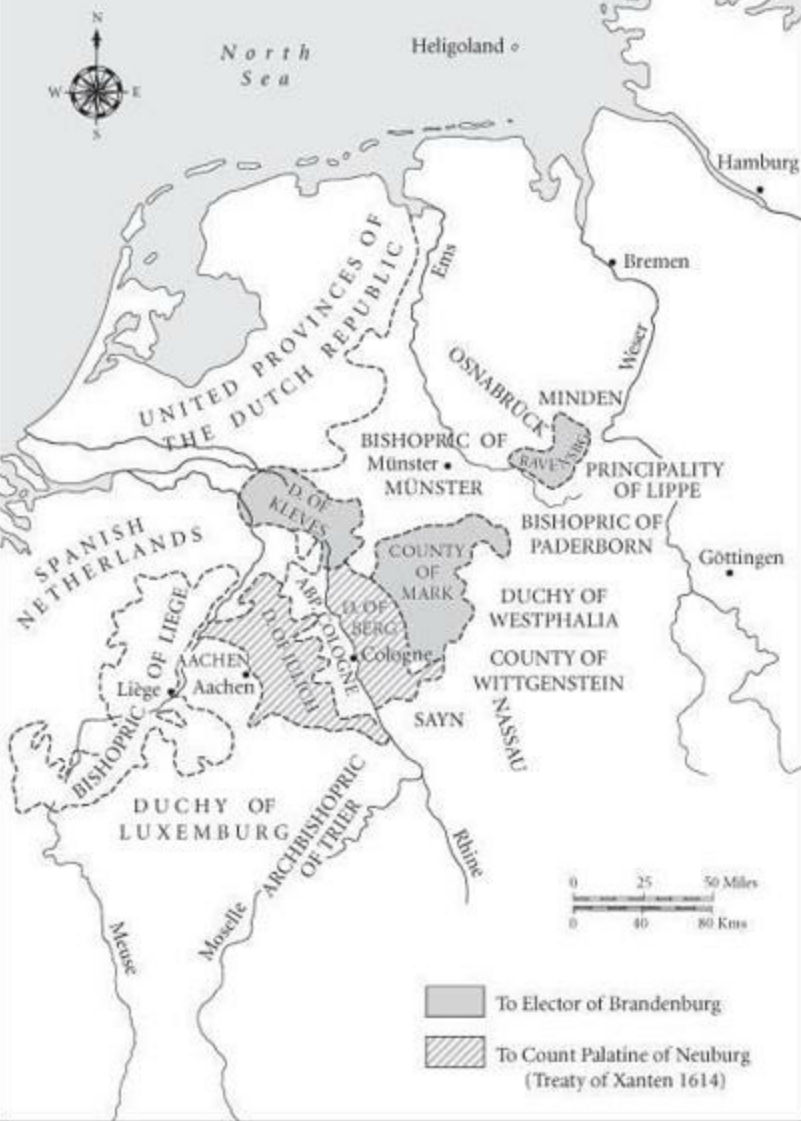 N
W
E
S
North
Sea
Heligoland
Hamburg
Bremen
Ems
Weser
UNITED PROVINCES OF
THE DUTCH REPUBLIC
OSNABRÜCK
MINDEN
RAVENSBG
BISHOPRIC OF
Münster
MÜNSTER
PRINCIPALITY
OF LIPPE
BISHOPRIC OF
PADERBORN
Göttingen
D. OF
KLEVES
SPANISH
NETHERLANDS
COUNTY
OF
MARK
DUCHY OF
WESTPHALIA
ABP. COLOGNE
D. OF
BERG
D. OF JÜLICH
Cologne
COUNTY OF
WITTGENSTEIN
BISHOPRIC OF LIEGE
AACHEN
Aachen
Liège
SAYN
NASSAU
DUCHY OF
LUXEMBURG
ARCHBISHOPRIC
OF TRIER
Rhine
Moselle
Meuse
0 25 50 Miles
0 40 80 Kms
To Elector of Brandenburg
To Count Palatine of Neuburg
(Treaty of Xanten 1614)